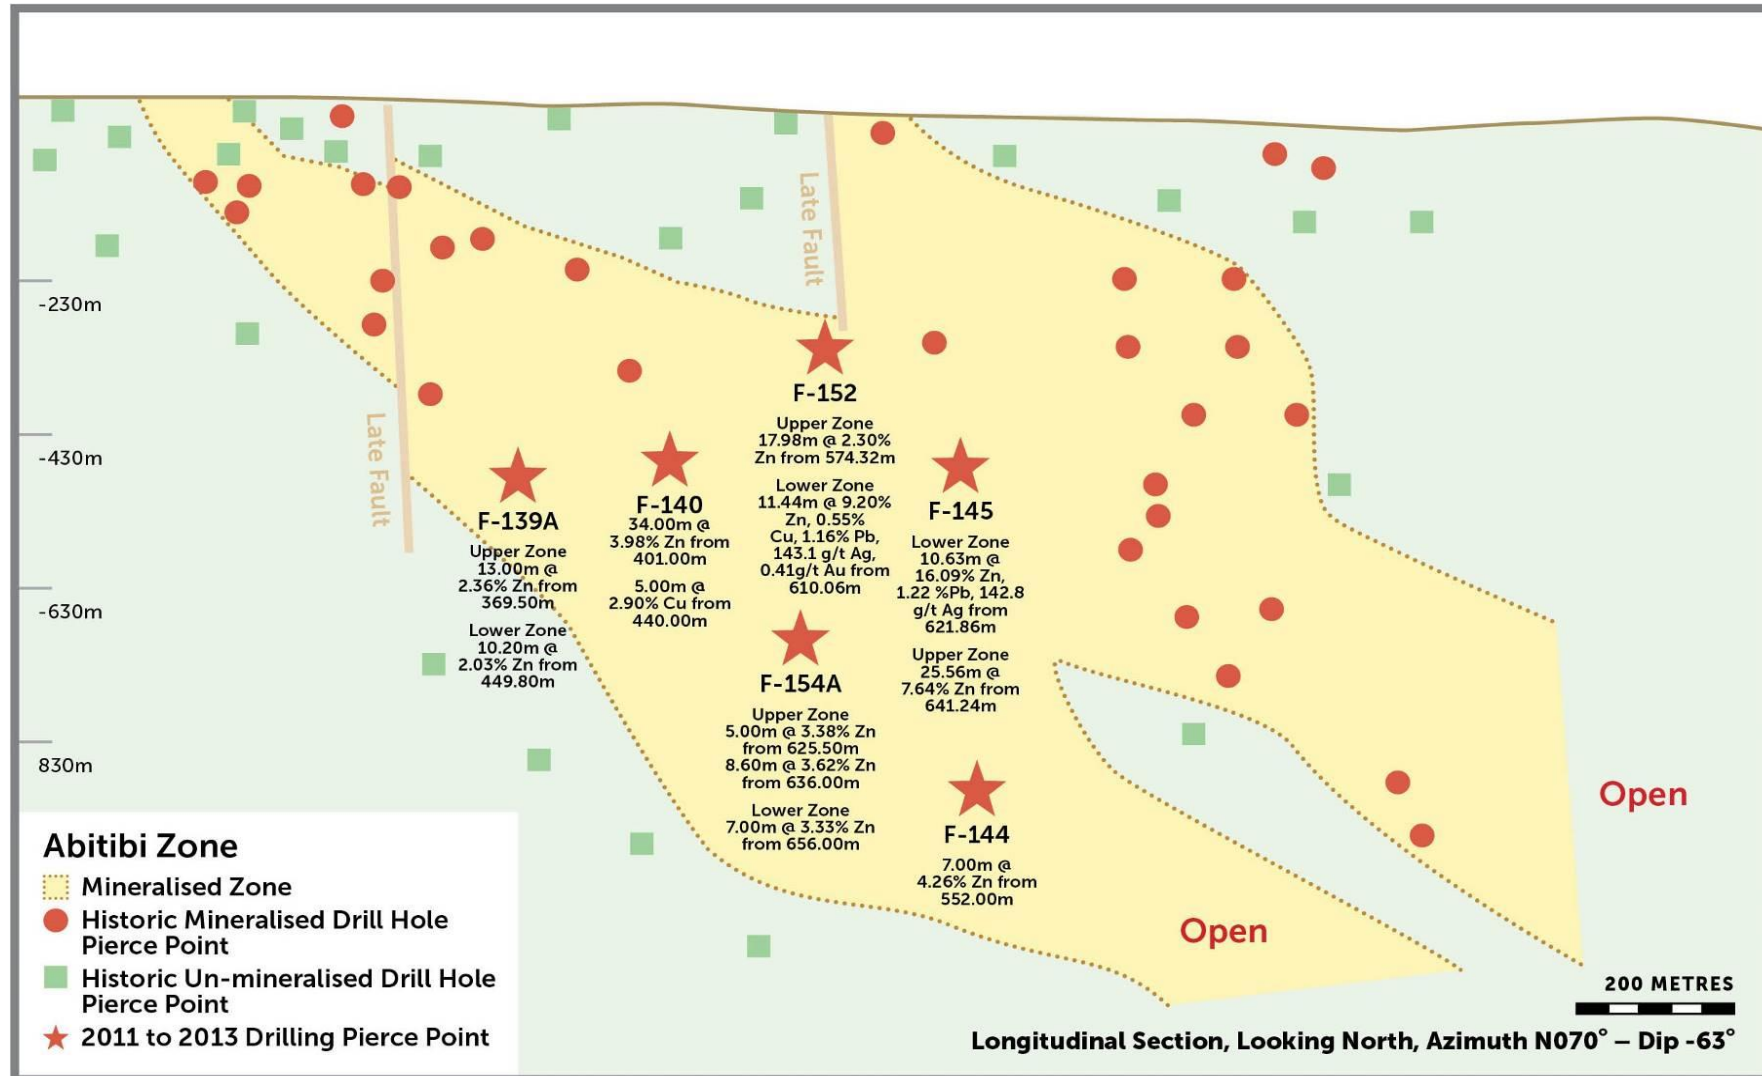 Late Fault
-230m
-430m
-630m
830m
Late Fault
F-152
Upper Zone
17.98m @ 2.30%
Zn from 574.32m
Lower Zone
11.44m @ 9.20%
Zn, 0.55%
Cu, 1.16% Pb,
143.1 g/t Ag,
0.41g/t Au from
610.06m
F-139A
Upper Zone
13.00m @
2.36% Zn from
369.50m
Lower Zone
10.20m @
2.03% Zn from
449.80m
F-140
34.00m @
3.98% Zn from
401.00m
5.00m @
2.90% Cu from
440.00m
F-145
Lower Zone
10.63m @
16.09% Zn,
1.22 %Pb, 142.8
g/t Ag from
621.86m
Upper Zone
25.56m @
7.64% Zn from
641.24m
F-154A
Upper Zone
5.00m @ 3.38% Zn
from 625.50m
8.60m @ 3.62% Zn
from 636.00m
Lower Zone
7.00m @ 3.33% Zn
from 656.00m
F-144
7.00m @
4.26% Zn from
552.00m
Open
Open
Abitibi Zone
Mineralised Zone
Historic Mineralised Drill Hole
Pierce Point
Historic Un-mineralised Drill Hole
Pierce Point
2011 to 2013 Drilling Pierce Point
200 METRES
Longitudinal Section, Looking North, Azimuth N070° – Dip -63°